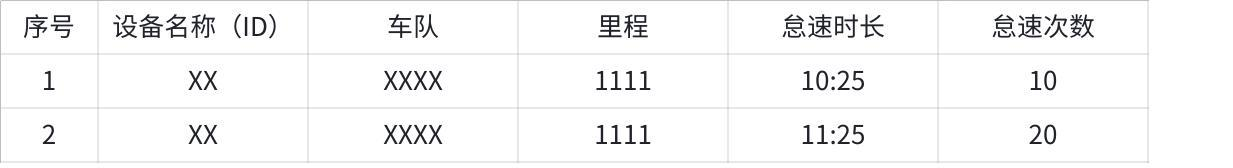 序号 设备名称（ID） 车队 里程 怠速时长 怠速次数
1 XX XXXX 1111 10:25 10
2 XX XXXX 1111 11:25 20